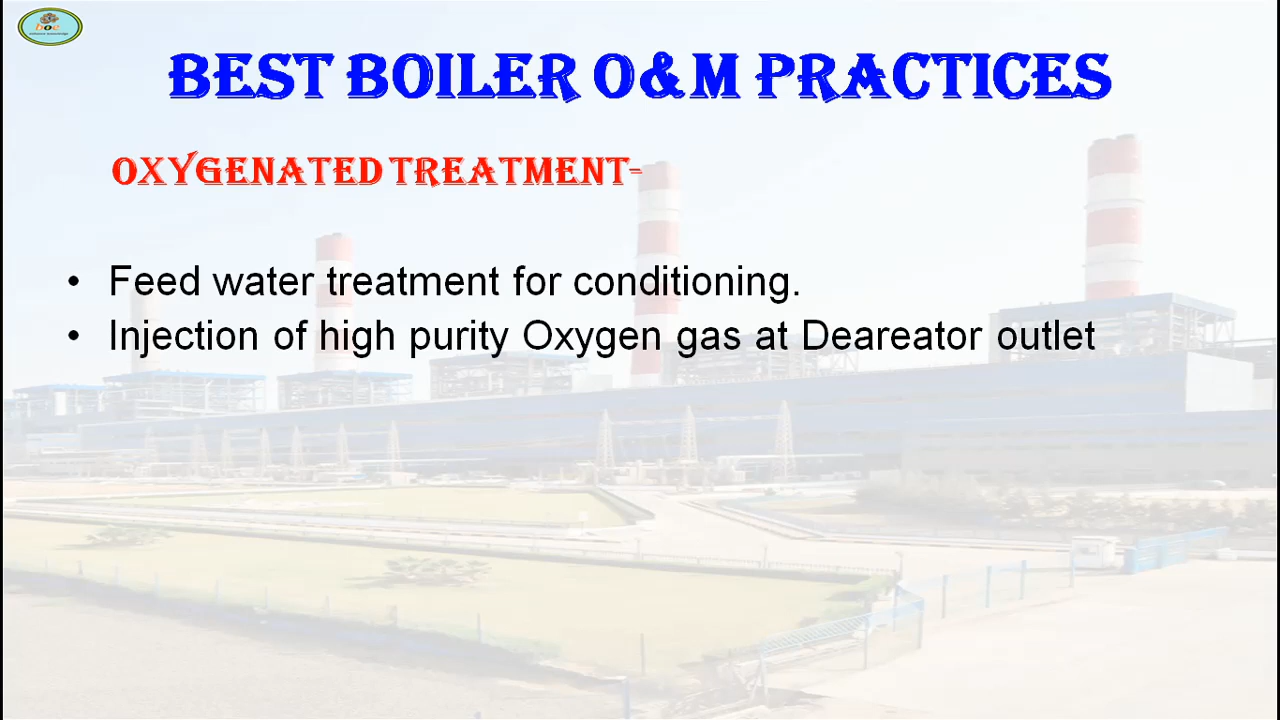 BEST BOILER O&M PRACTICES
OXYGENATED TREATMENT-
• Feed water treatment for conditioning.
• Injection of high purity Oxygen gas at Deareator outlet